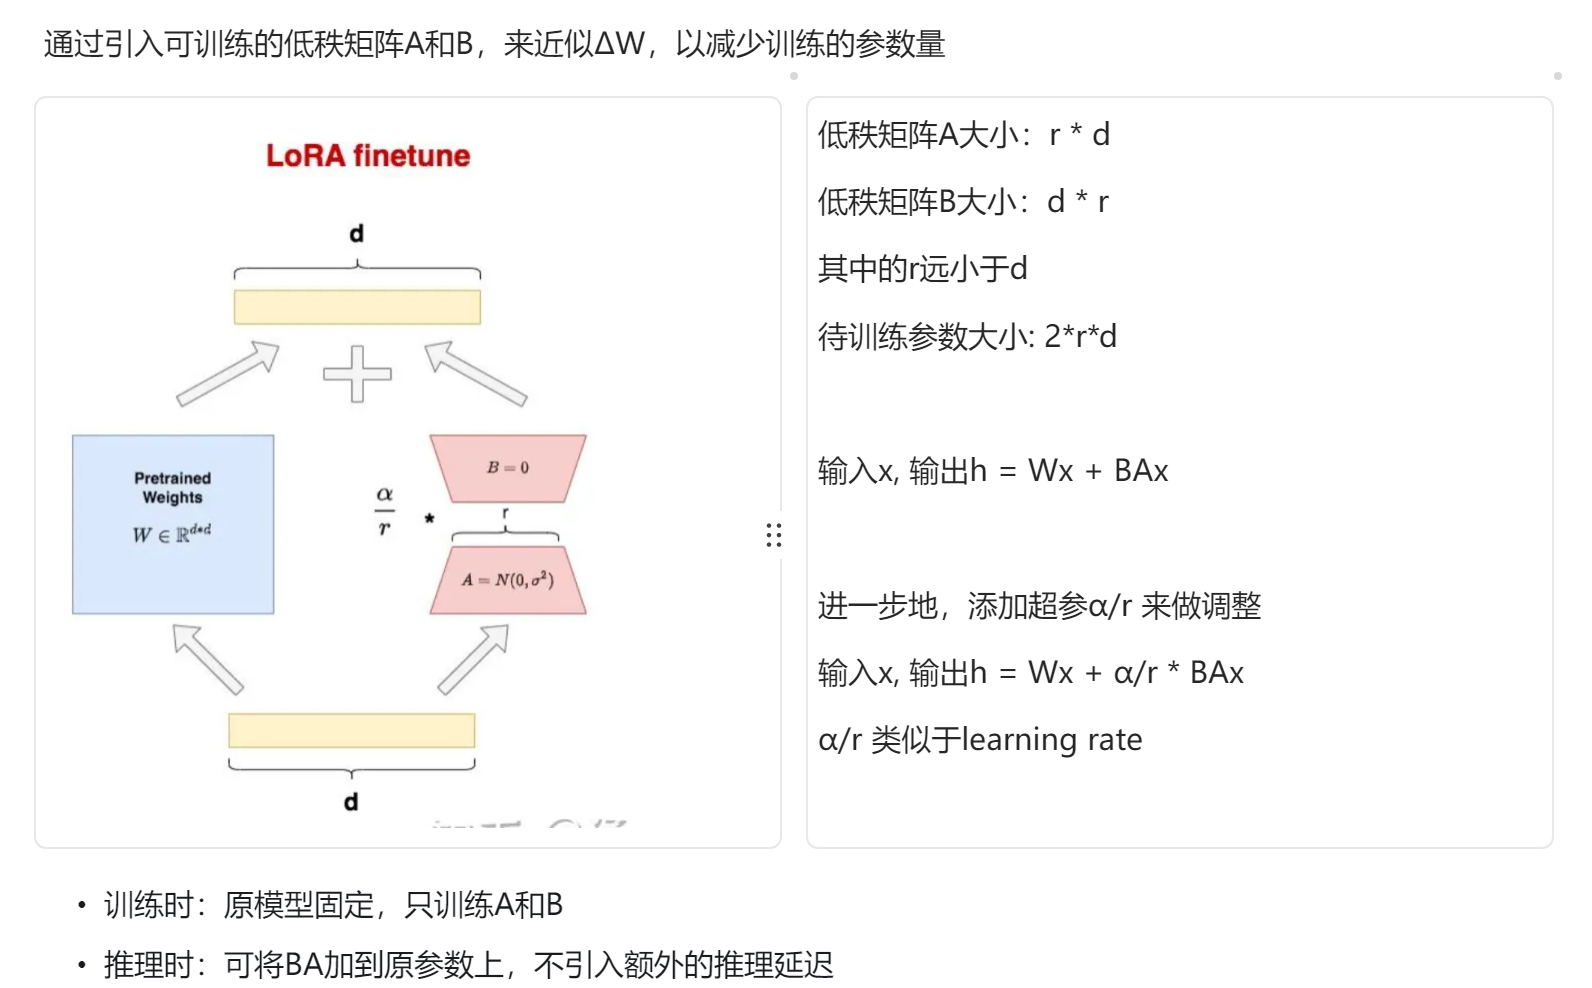 通过引入可训练的低秩矩阵A和B，来近似ΔW，以减少训练的参数量
LoRA finetune
d
Pretrained
Weights
W ∈ ℝ^{d*d}
α/r
*
B = 0
r
A = N(0, σ²)
d
低秩矩阵A大小：r * d
低秩矩阵B大小：d * r
其中的r远小于d
待训练参数大小: 2*r*d
输入x, 输出h = Wx + BAx
进一步地，添加超参α/r 来做调整
输入x, 输出h = Wx + α/r * BAx
α/r 类似于learning rate
• 训练时：原模型固定，只训练A和B
• 推理时：可将BA加到原参数上，不引入额外的推理延迟